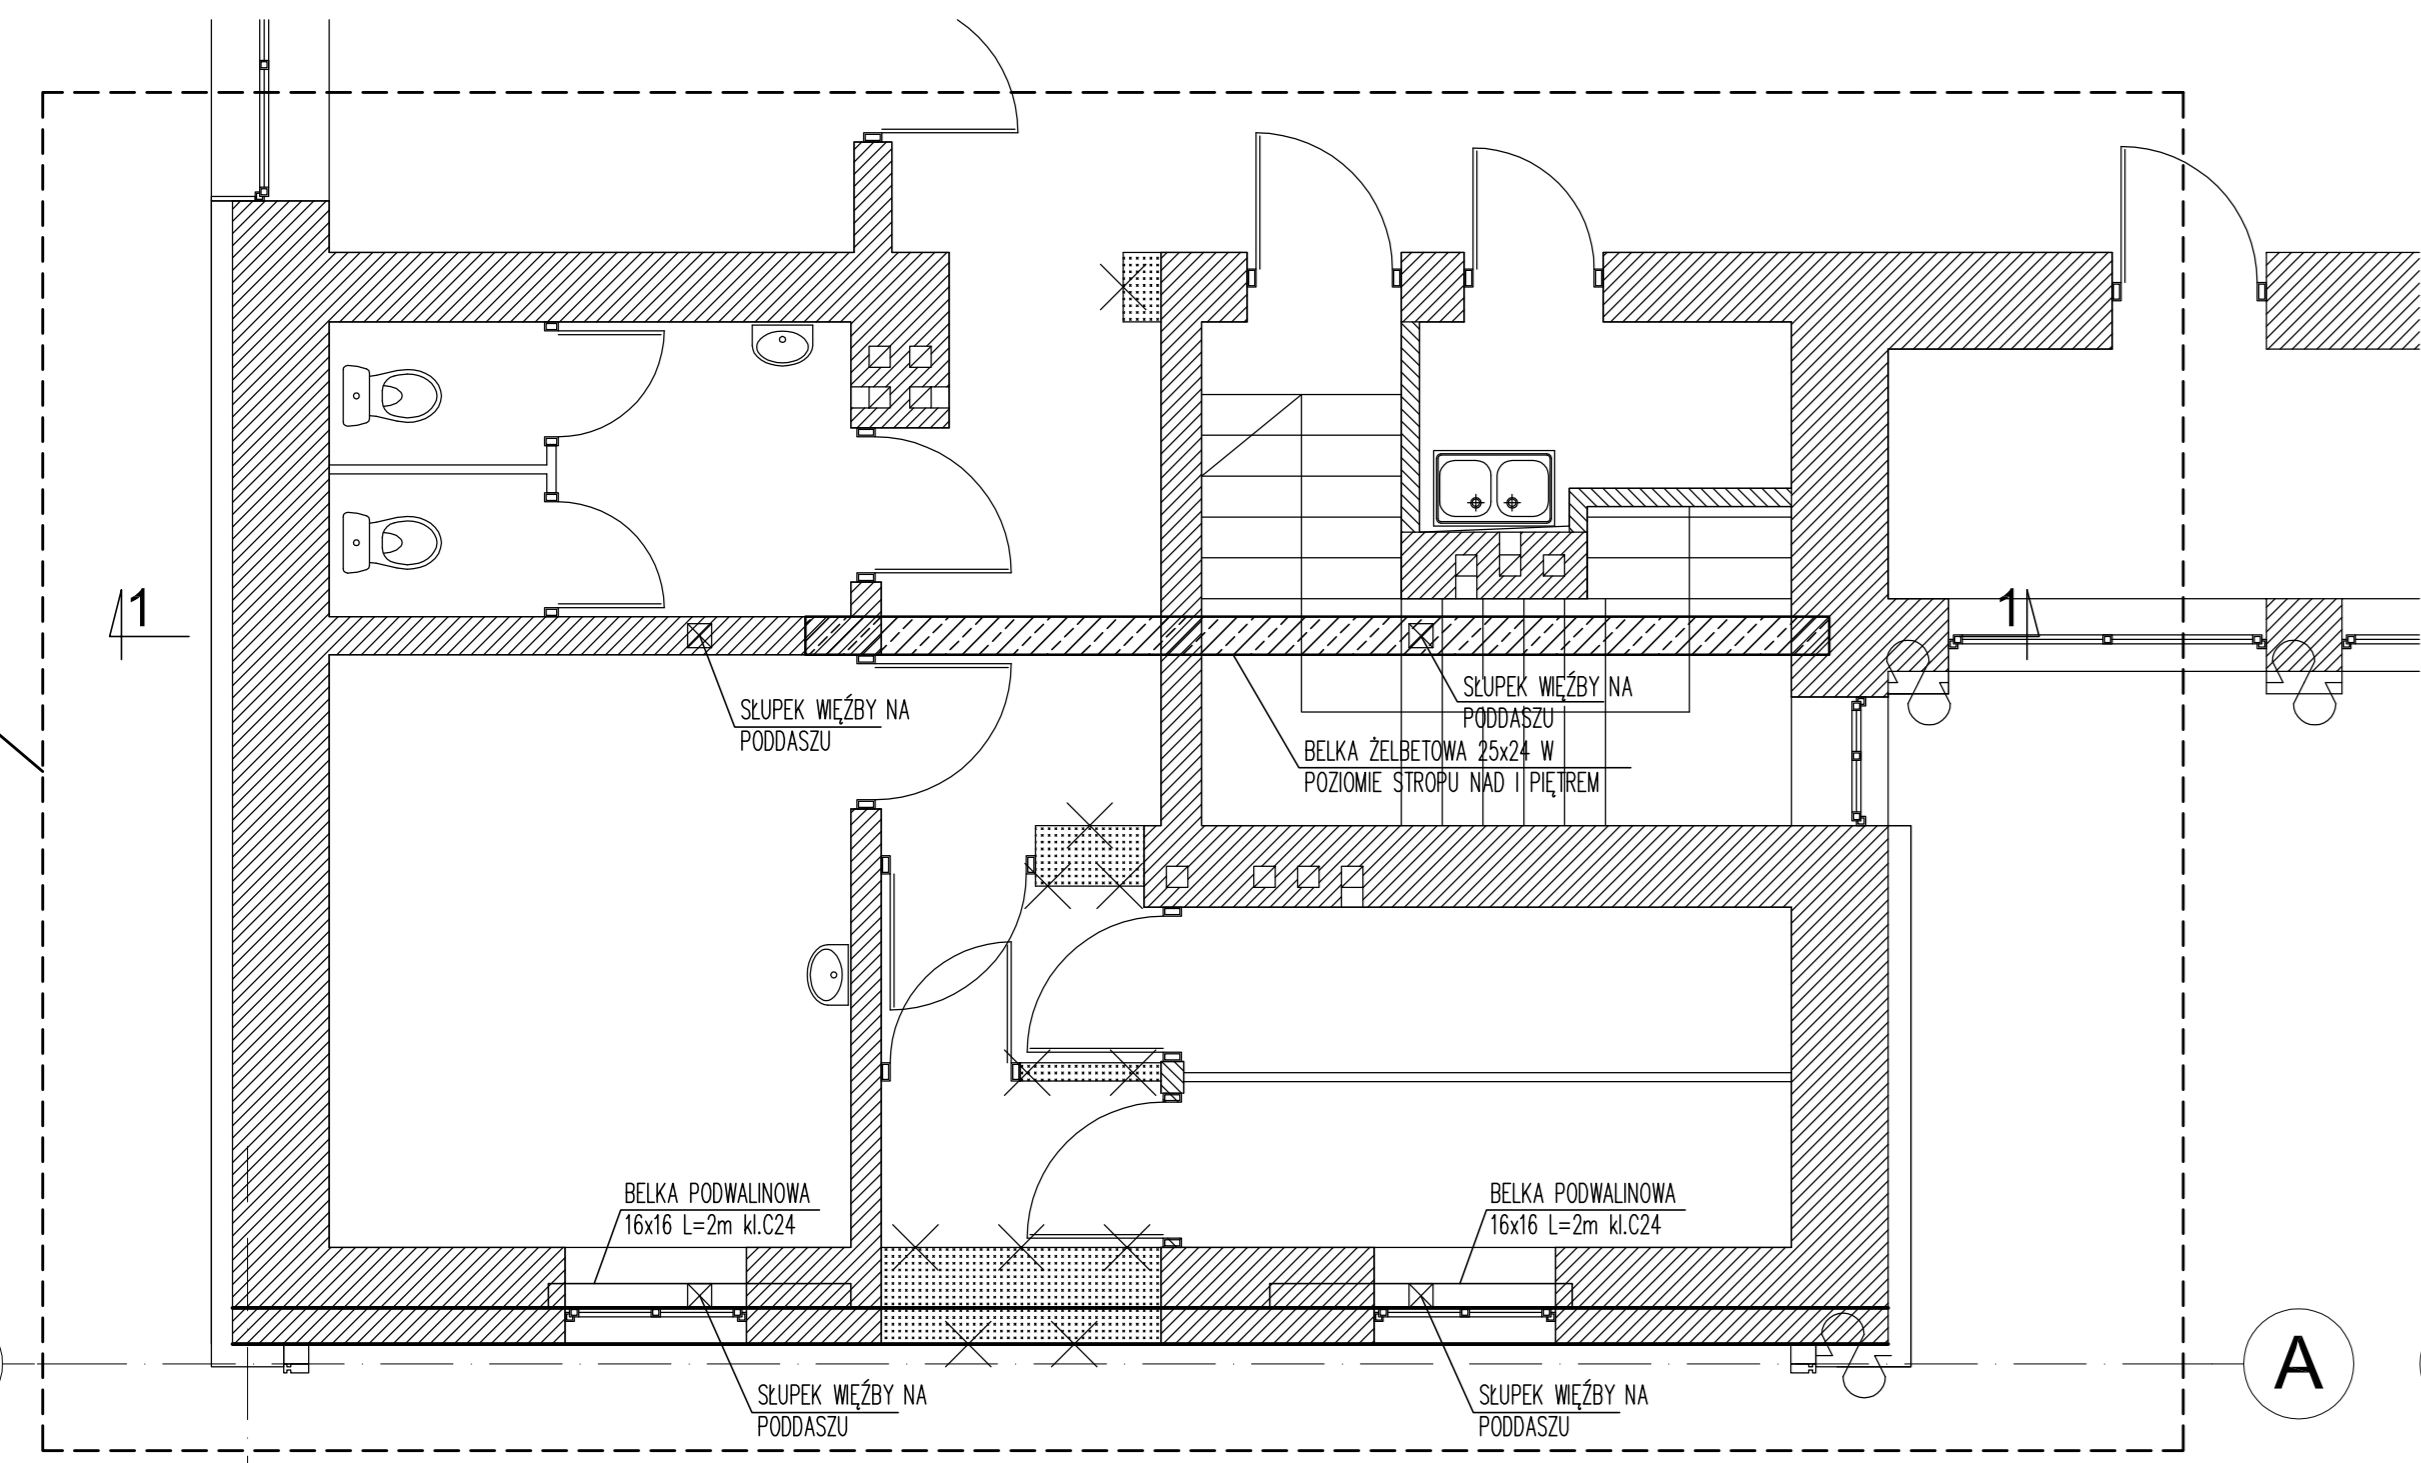 1
1
SŁUPEK WIĘŹBY NA
PODDASZU
SŁUPEK WIĘŹBY NA
PODDASZU
BELKA ŻELBETOWA 25x24 W
POZIOMIE STROPU NAD I PIĘTREM
BELKA PODWALINOWA
16x16 L=2m kl.C24
BELKA PODWALINOWA
16x16 L=2m kl.C24
A
SŁUPEK WIĘŹBY NA
PODDASZU
SŁUPEK WIĘŹBY NA
PODDASZU